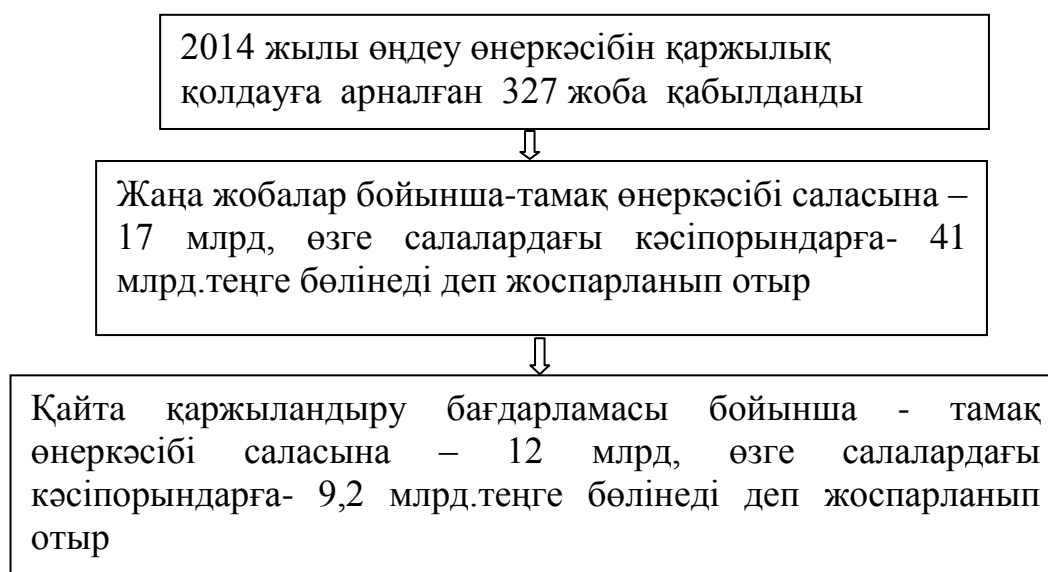 2014 жылы өңдеу өнеркәсібін қаржылық
қолдауға арналған 327 жоба қабылданды
Жаңа жобалар бойынша-тамақ өнеркәсібі саласына –
17 млрд, өзге салалардағы кәсіпорындарға- 41
млрд.теңге бөлінеді деп жоспарланып отыр
Қайта қаржыландыру бағдарламасы бойынша - тамақ
өнеркәсібі саласына – 12 млрд, өзге салалардағы
кәсіпорындарға- 9,2 млрд.теңге бөлінеді деп жоспарланып
отыр